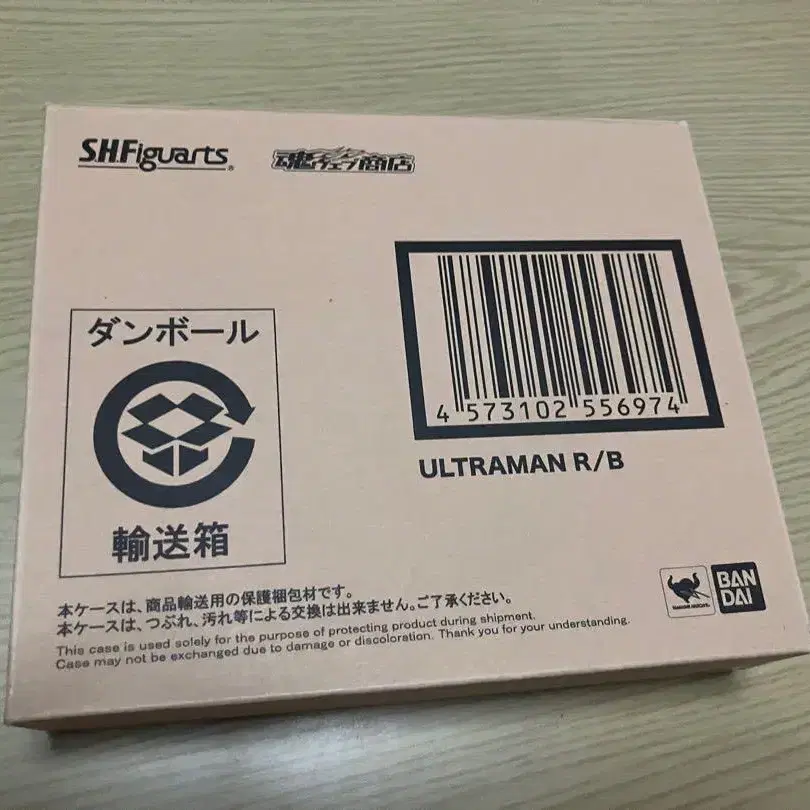 S.H.Figuarts®
魂ウェブ商店
ダンボール
輸送箱
4 573102 556974
ULTRAMAN R/B
BAN
DAI
本ケースは、商品輸送用の保護梱包材です。
本ケースは、つぶれ、汚れ等による交換は出来ません。ご了承ください。
This case is used solely for the purpose of protecting product during shipment.
Case may not be exchanged due to damage or discoloration. Thank you for your understanding.